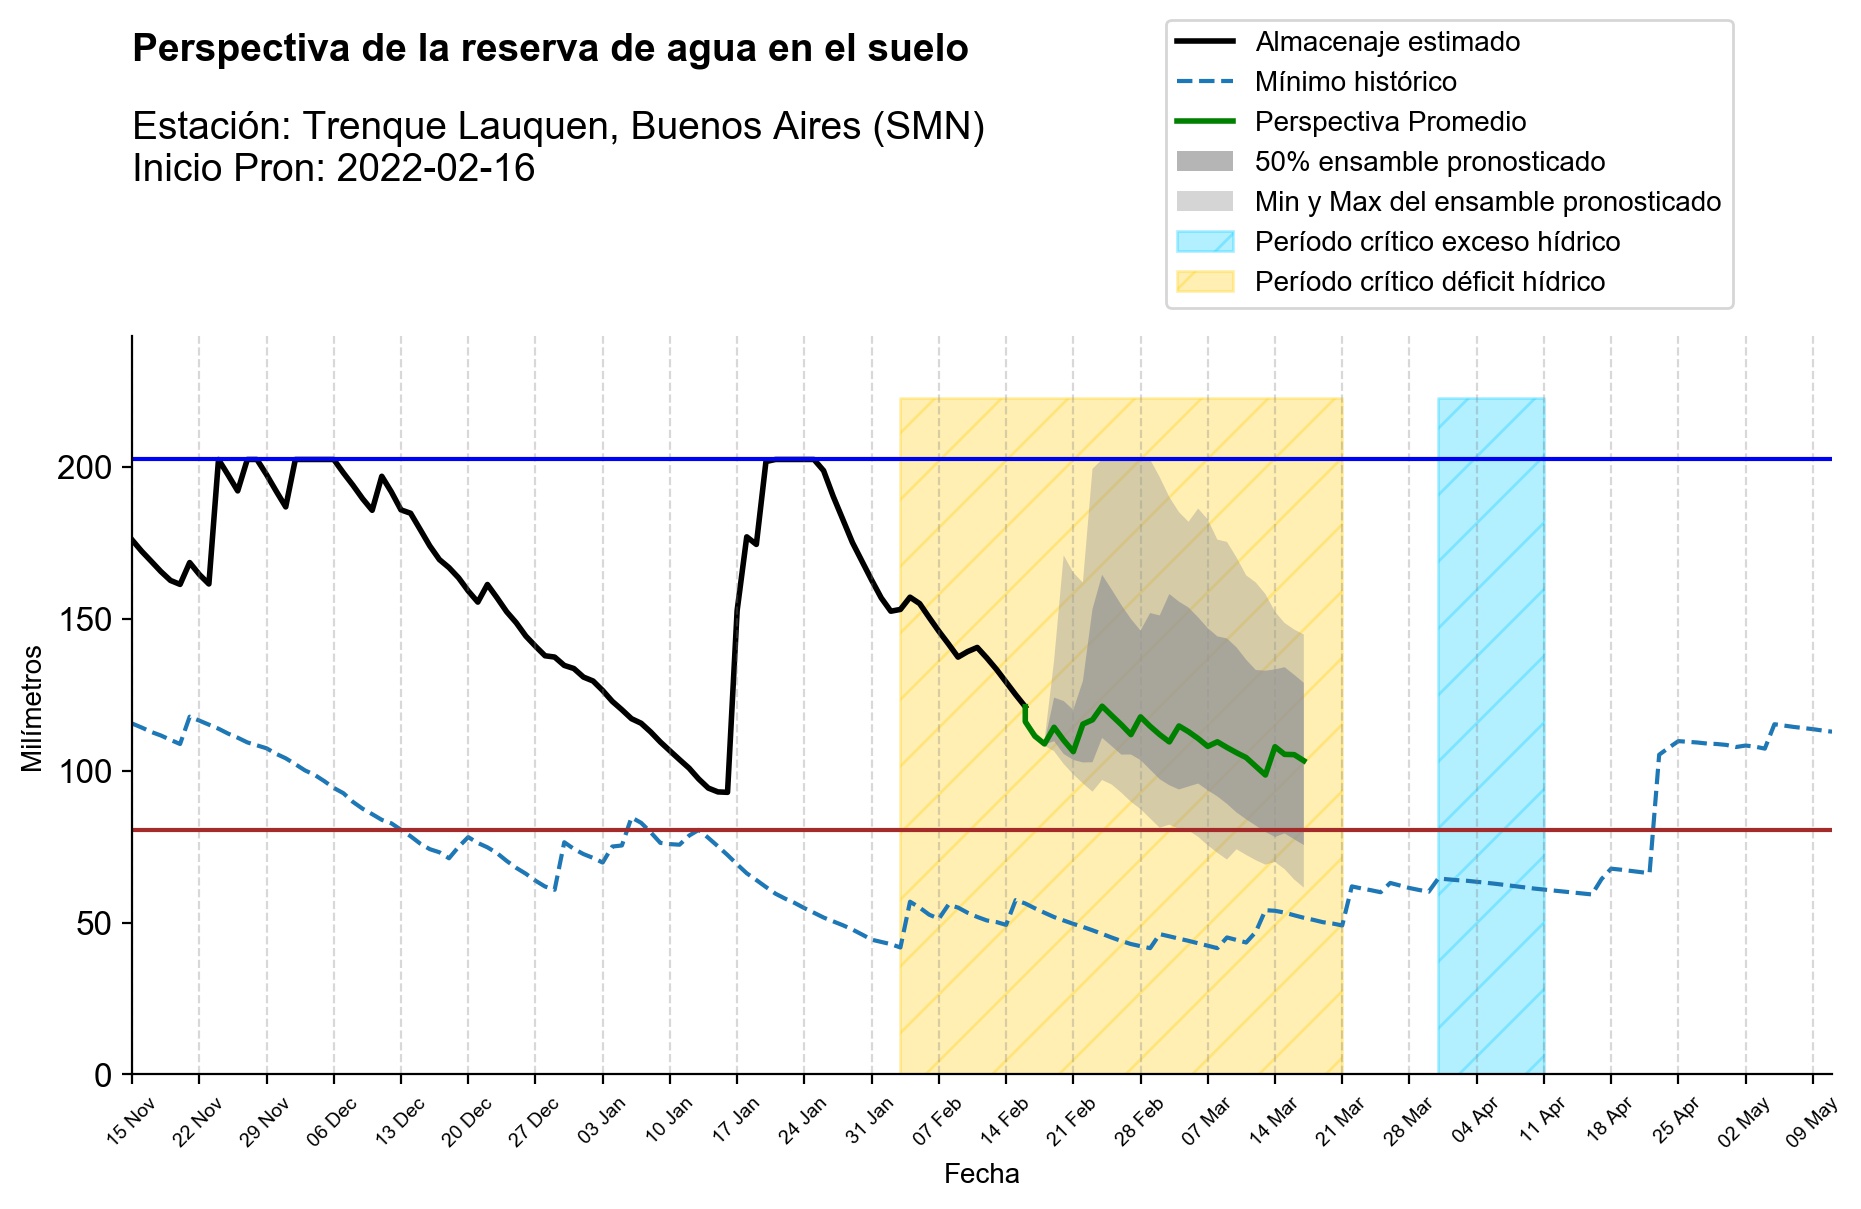 Perspectiva de la reserva de agua en el suelo
Estación: Trenque Lauquen, Buenos Aires (SMN)
Inicio Pron: 2022-02-16
Almacenaje estimado
Mínimo histórico
Perspectiva Promedio
50% ensamble pronosticado
Min y Max del ensamble pronosticado
Período crítico exceso hídrico
Período crítico déficit hídrico
Milímetros
200
150
100
50
0
15 Nov
22 Nov
29 Nov
06 Dec
13 Dec
20 Dec
27 Dec
03 Jan
10 Jan
17 Jan
24 Jan
31 Jan
07 Feb
14 Feb
21 Feb
28 Feb
07 Mar
14 Mar
21 Mar
28 Mar
04 Apr
11 Apr
18 Apr
25 Apr
02 May
09 May
Fecha